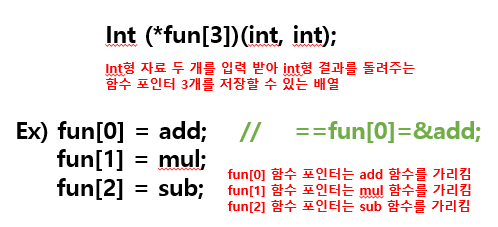 Int (*fun[3])(int, int);
Int형 자료 두 개를 입력 받아 int형 결과를 돌려주는
함수 포인터 3개를 저장할 수 있는 배열
Ex) fun[0] = add; // ==fun[0]=&add;
fun[1] = mul;
fun[2] = sub;
fun[0] 함수 포인터는 add 함수를 가리킴
fun[1] 함수 포인터는 mul 함수를 가리킴
fun[2] 함수 포인터는 sub 함수를 가리킴